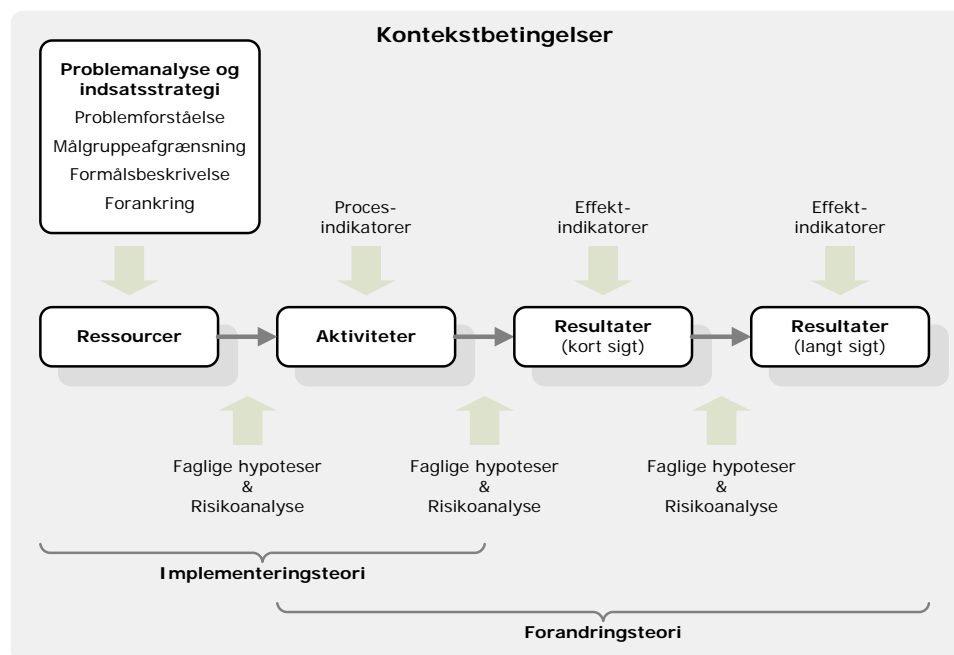 Kontekstbetingelser
Problemanalyse og
indsatsstrategi
Problemforståelse
Målgruppeafgrænsning
Formålsbeskrivelse
Forankring
Proces-
indikatorer
Effekt-
indikatorer
Effekt-
indikatorer
Ressourcer
Aktiviteter
Resultater
(kort sigt)
Resultater
(langt sigt)
Faglige hypoteser
&
Risikoanalyse
Faglige hypoteser
&
Risikoanalyse
Faglige hypoteser
&
Risikoanalyse
Implementeringsteori
Forandringsteori